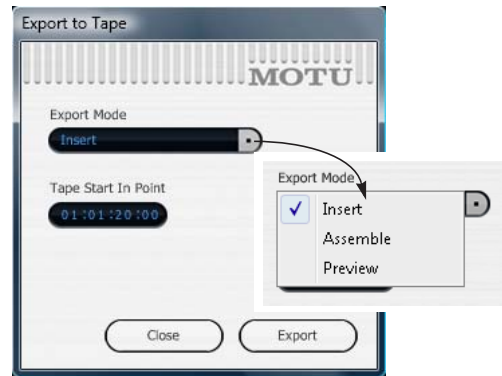 Export to Tape
MOTU
Export Mode
Insert
Tape Start In Point
01:01:20:00
Export Mode
Insert
Assemble
Preview
Close
Export